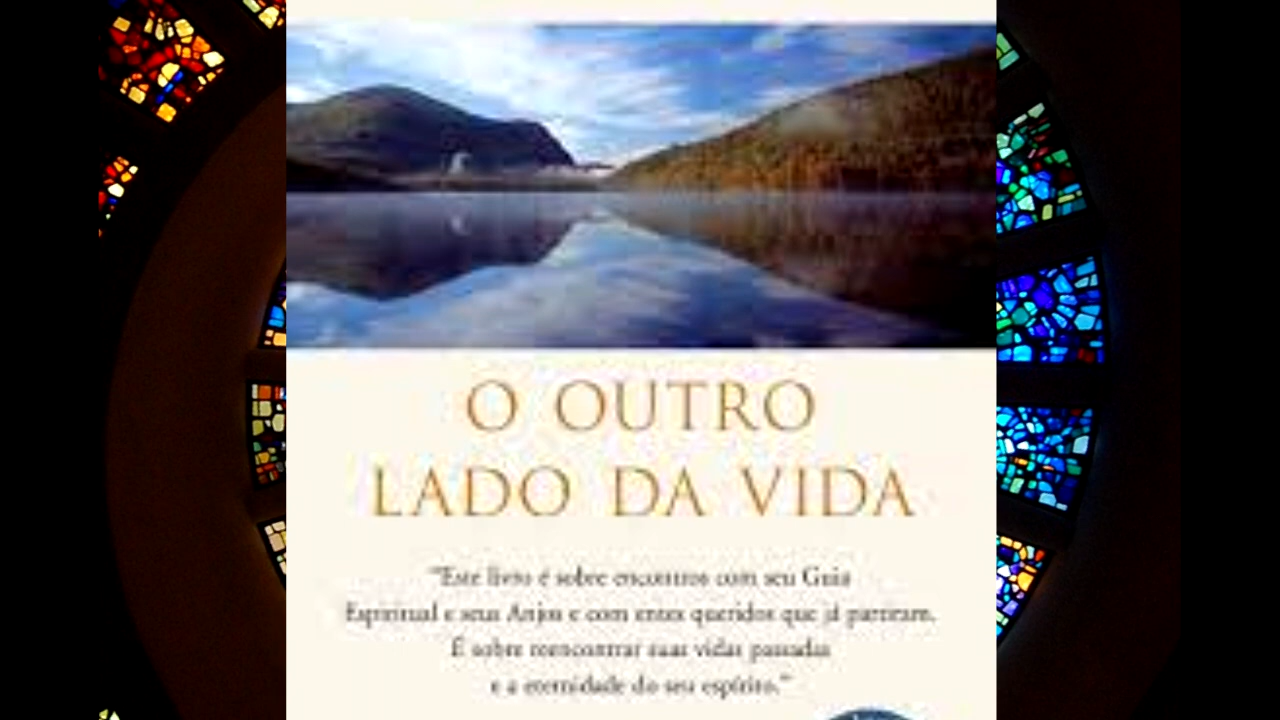 O OUTRO
LADO DA VIDA
"Este livro é sobre encontros com seu Guia
Espiritual e seus Anjos e com entes queridos que já partiram.
É sobre reencontrar suas vidas passadas
e a eternidade do seu espírito."